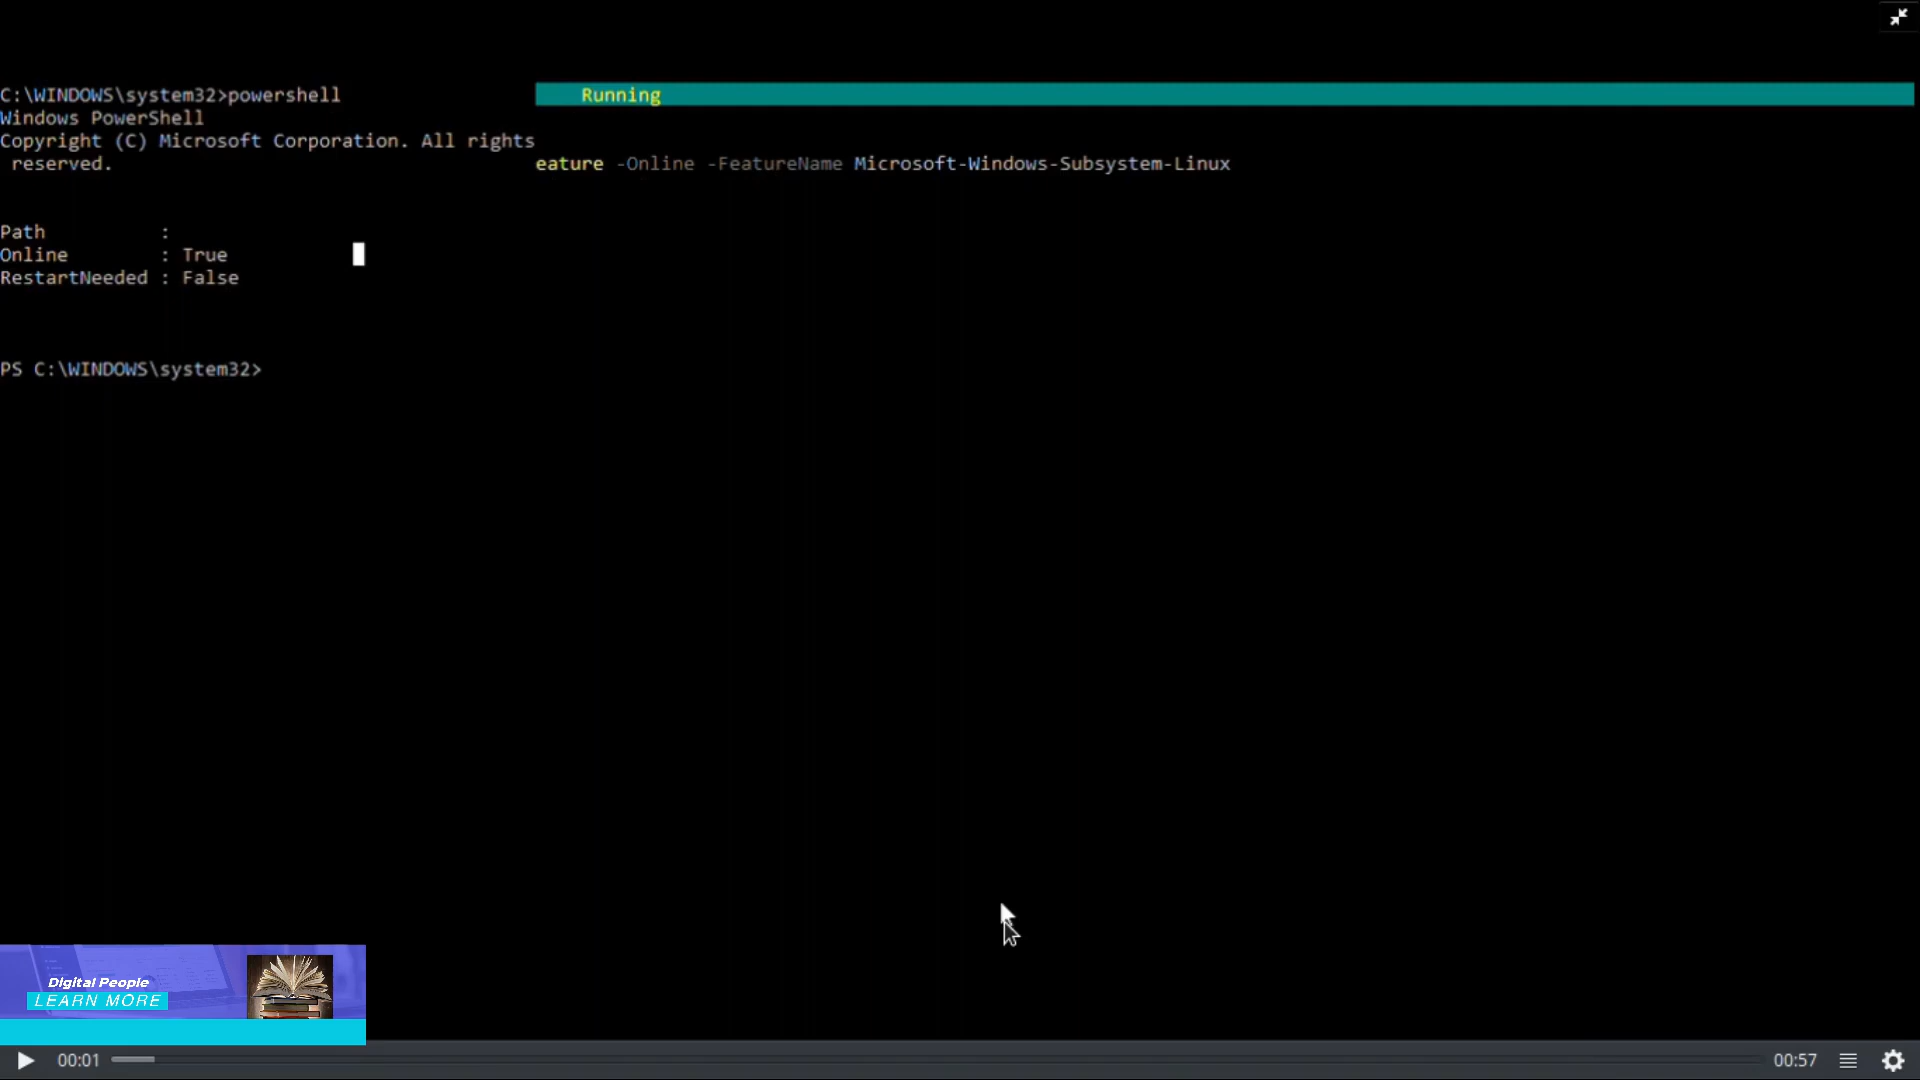 C:\WINDOWS\system32>powershell
Running
Windows PowerShell
Copyright (C) Microsoft Corporation. All rights
reserved.
eature -Online -FeatureName Microsoft-Windows-Subsystem-Linux
Path :
Online : True
RestartNeeded : False
PS C:\WINDOWS\system32>
Digital People
LEARN MORE
00:01
00:57